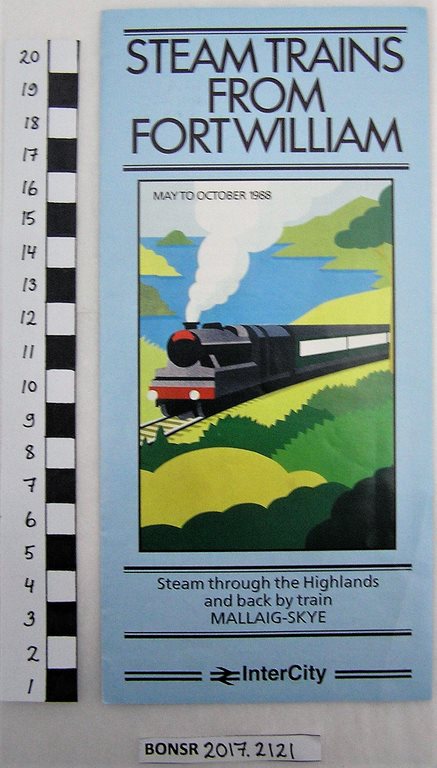 20
19
18
17
16
15
14
13
12
11
10
9
8
7
6
5
4
3
2
1
STEAM TRAINS
FROM
FORT WILLIAM
MAY TO OCTOBER 1988
Steam through the Highlands
and back by train
MALLAIG-SKYE
InterCity
BONSR 2017.2121